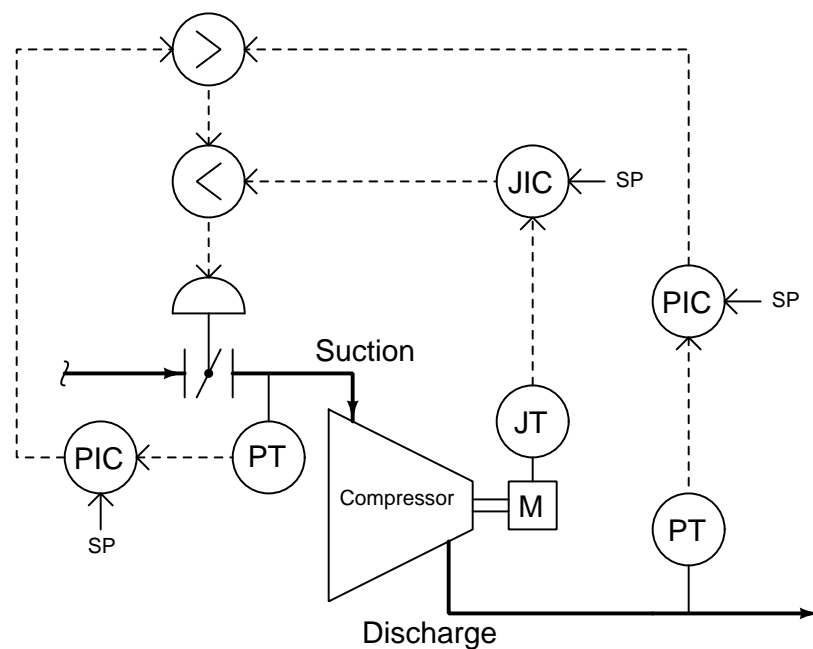 >
<
JIC
SP
PIC
SP
Suction
JT
PIC
PT
Compressor
M
PT
SP
Discharge